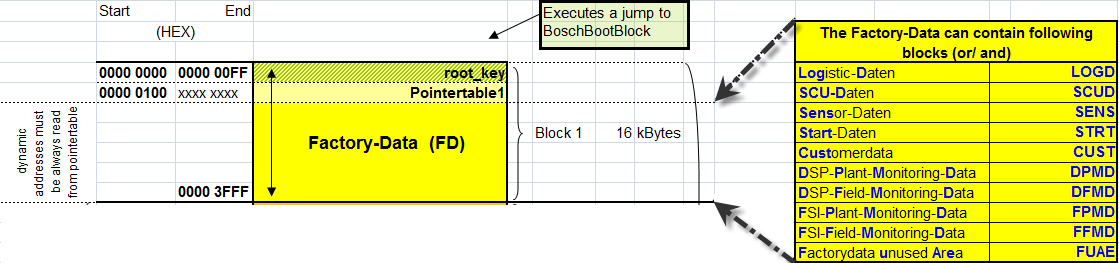 Start End
(HEX)
Executes a jump to
BoschBootBlock
0000 0000 0000 00FF root_key
0000 0100 xxxx xxxx Pointertable1
dynamic
addresses must
be always read
from pointertable
Factory-Data (FD)
Block 1 16 kBytes
0000 3FFF
The Factory-Data can contain following
blocks (or/ and)
Logistic-Daten LOGD
SCU-Daten SCUD
Sensor-Daten SENS
Start-Daten STRT
Customerdata CUST
DSP-Plant-Monitoring-Data DPMD
DSP-Field-Monitoring-Data DFMD
FSI-Plant-Monitoring-Data FPMD
FSI-Field-Monitoring-Data FFMD
Factorydata unused Area FUAE